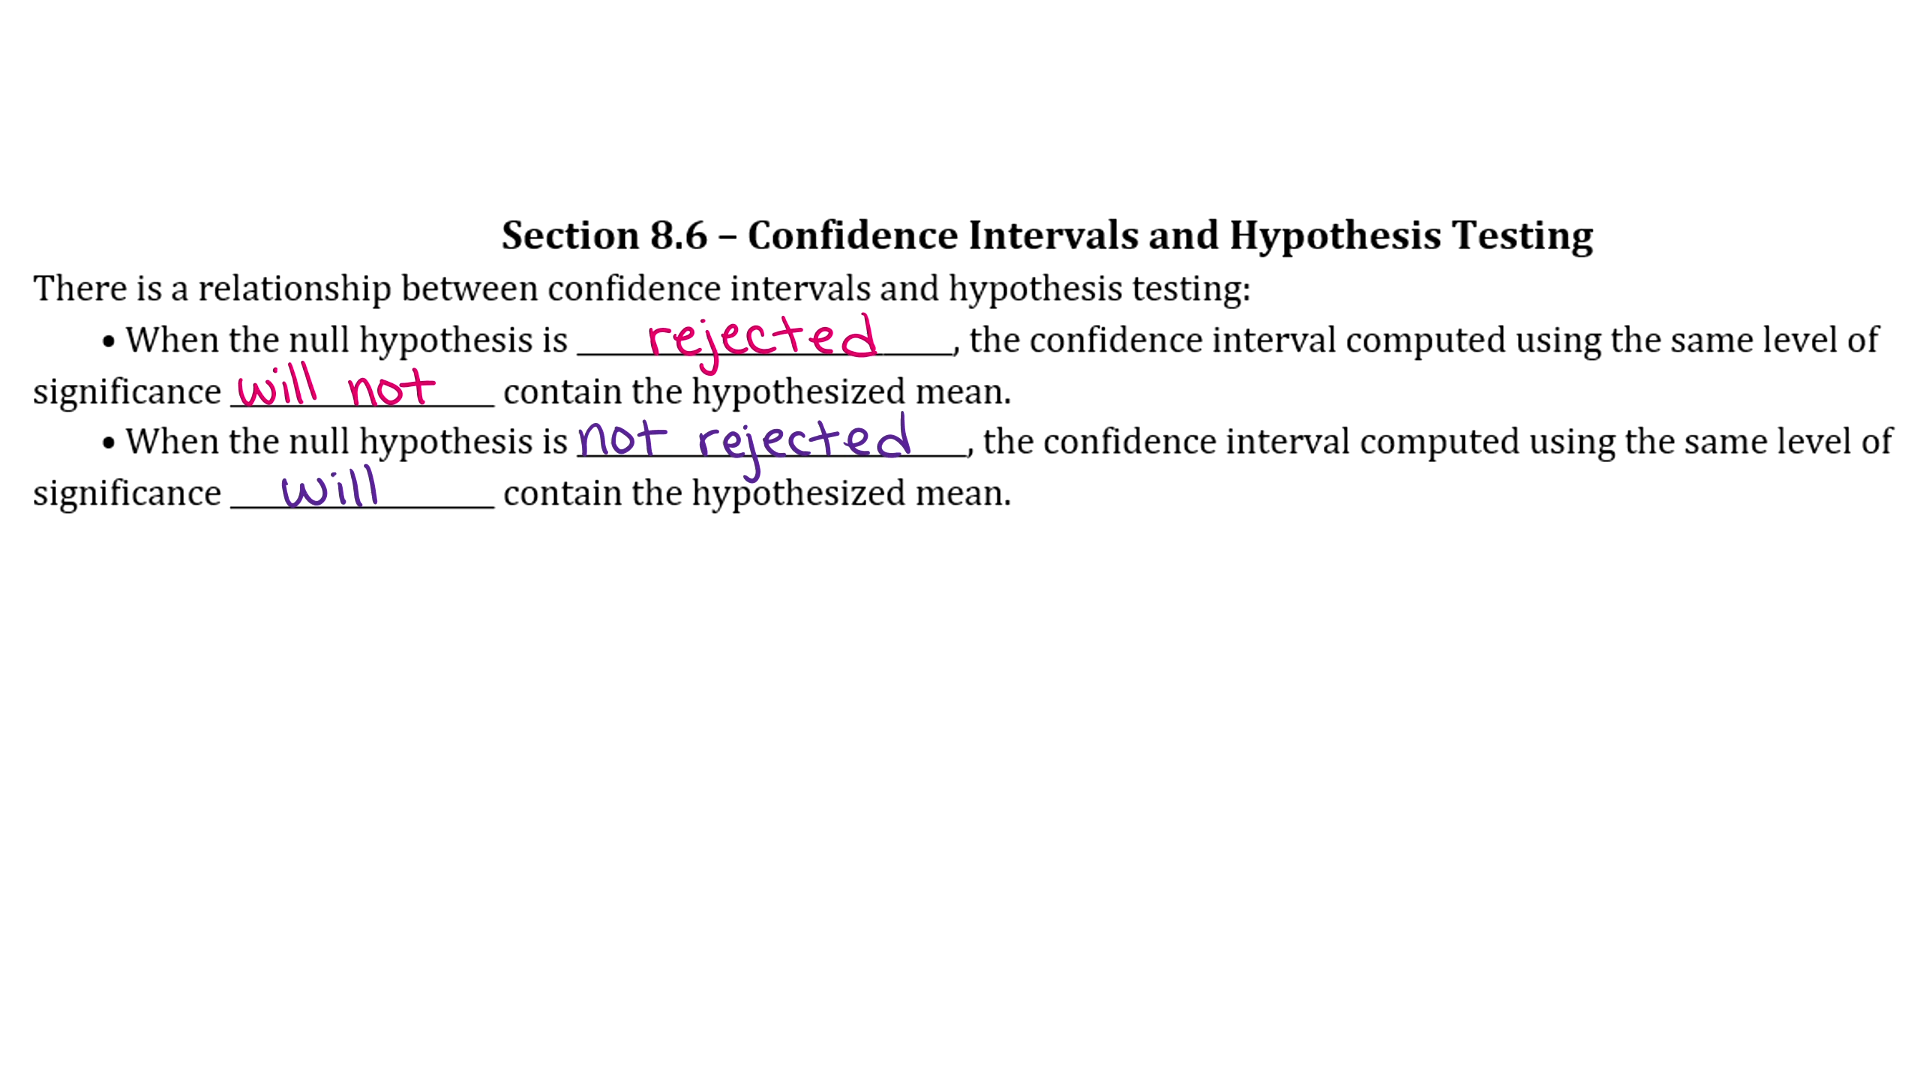 Section 8.6 – Confidence Intervals and Hypothesis Testing
There is a relationship between confidence intervals and hypothesis testing:
• When the null hypothesis is rejected, the confidence interval computed using the same level of
significance will not contain the hypothesized mean.
• When the null hypothesis is not rejected, the confidence interval computed using the same level of
significance will contain the hypothesized mean.